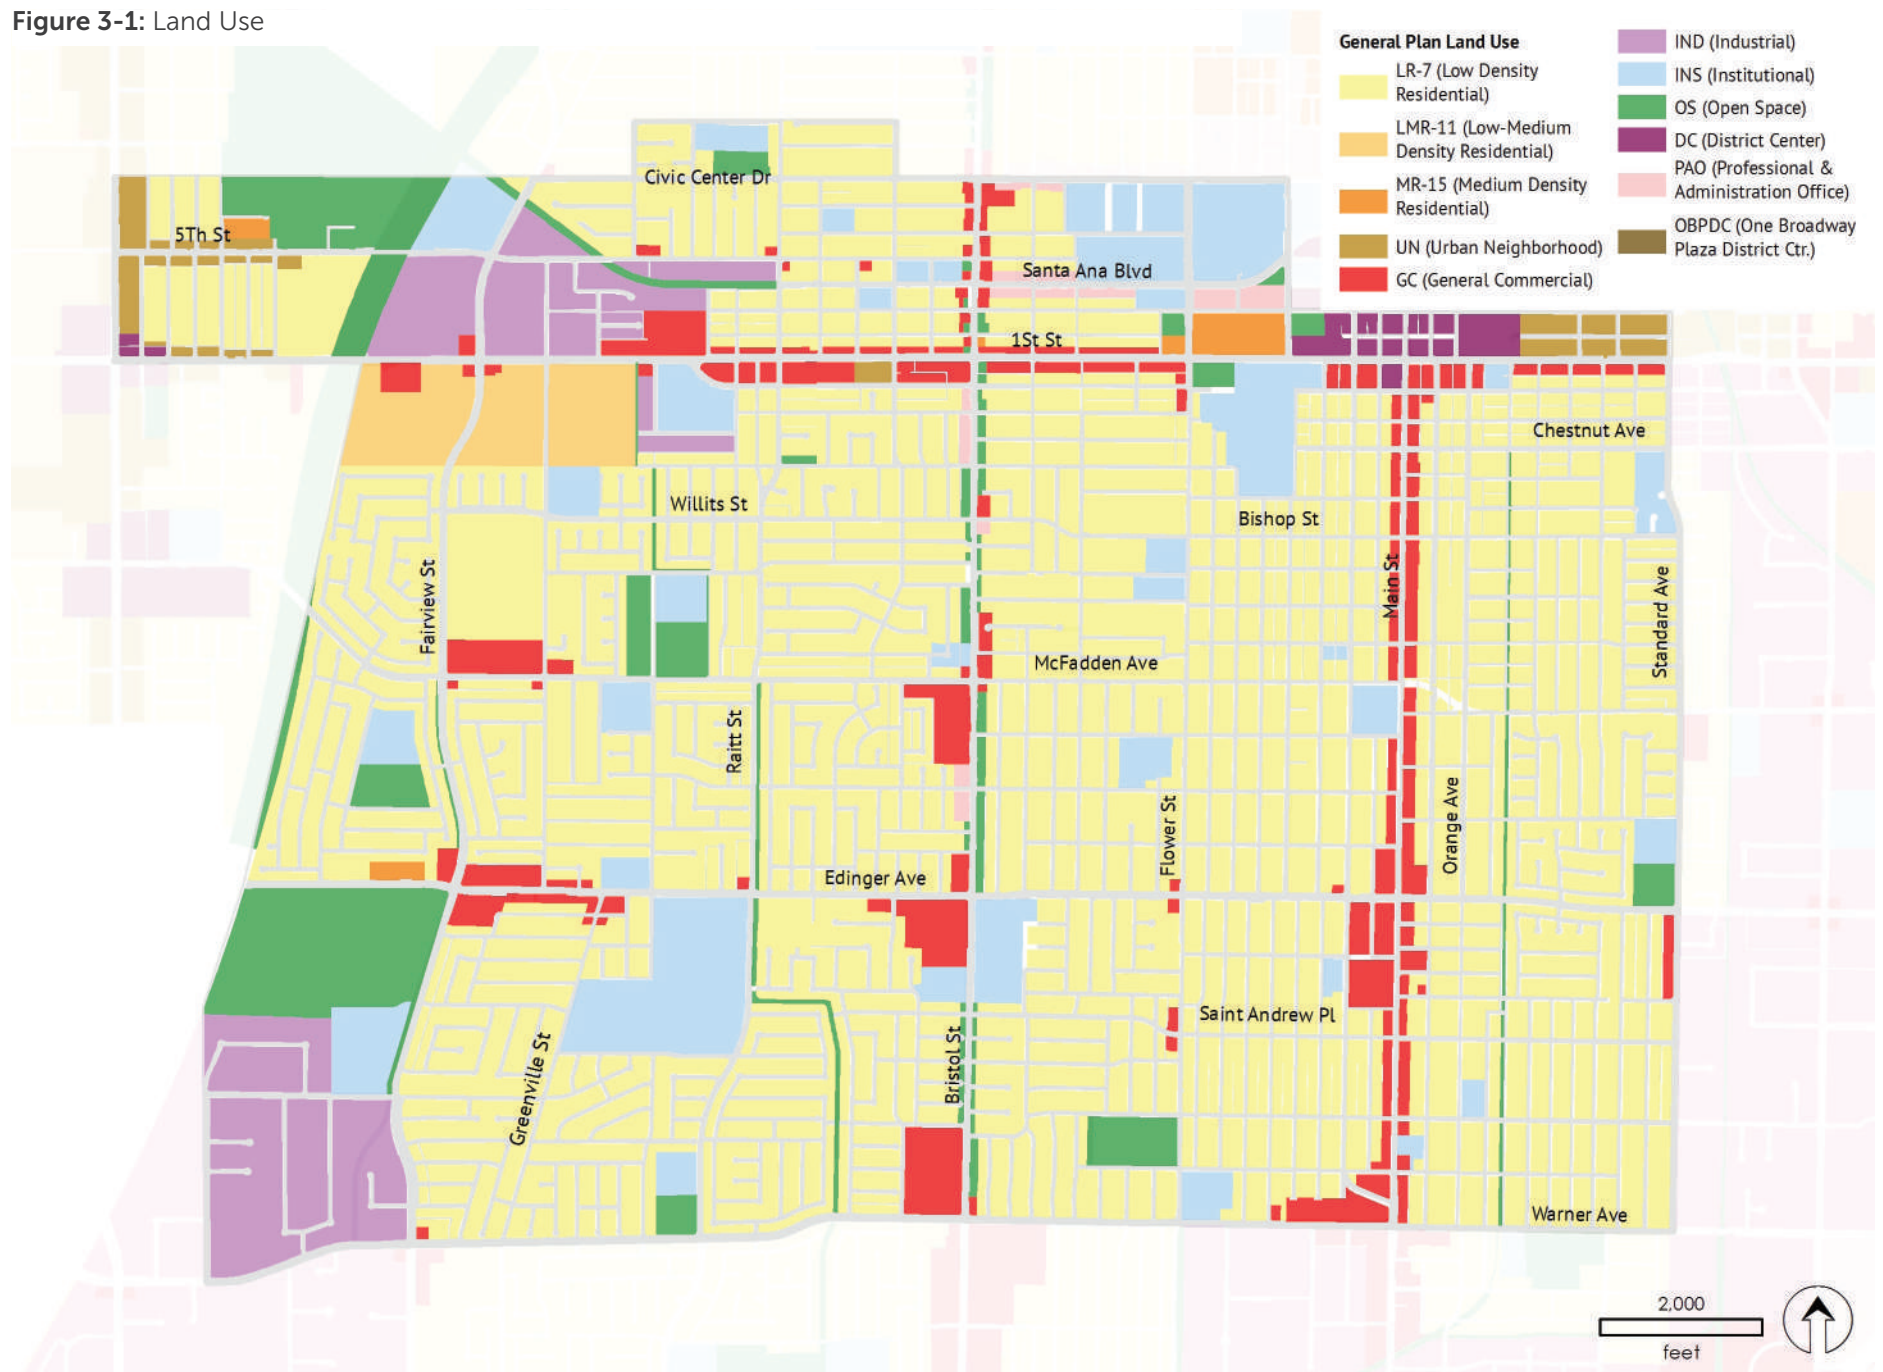 Figure 3-1: Land Use
General Plan Land Use
LR-7 (Low Density
Residential)
LMR-11 (Low-Medium
Density Residential)
MR-15 (Medium Density
Residential)
UN (Urban Neighborhood)
GC (General Commercial)
IND (Industrial)
INS (Institutional)
OS (Open Space)
DC (District Center)
PAO (Professional &
Administration Office)
OBPDC (One Broadway
Plaza District Ctr.)
Civic Center Dr
5Th St
Santa Ana Blvd
1St St
Chestnut Ave
Willits St
Bishop St
Fairview St
Main St
Standard Ave
McFadden Ave
Raitt St
Flower St
Orange Ave
Edinger Ave
Saint Andrew Pl
Greenville St
Bristol St
Warner Ave
2,000
feet